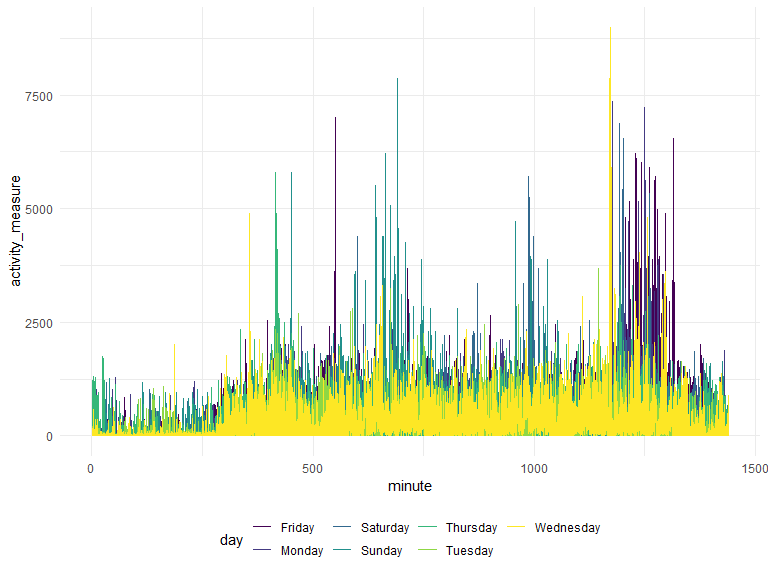 7500
5000
2500
0
activity_measure
0 500 1000 1500
minute
day
Friday Saturday Thursday Wednesday
Monday Sunday Tuesday